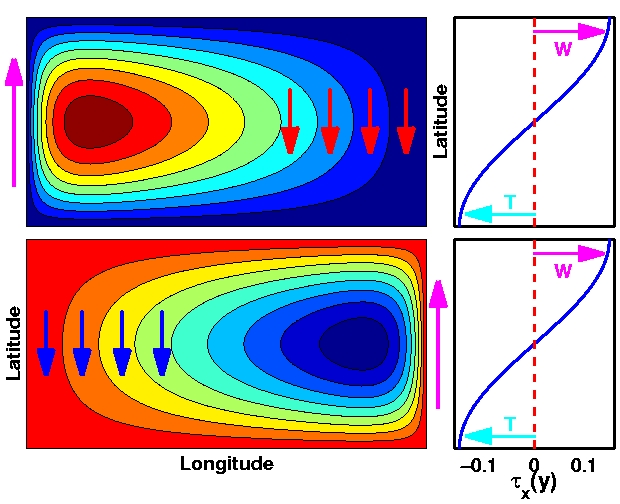 W
Latitude
T
W
Latitude
T
Longitude
−0.1 0 0.1
τx(y)